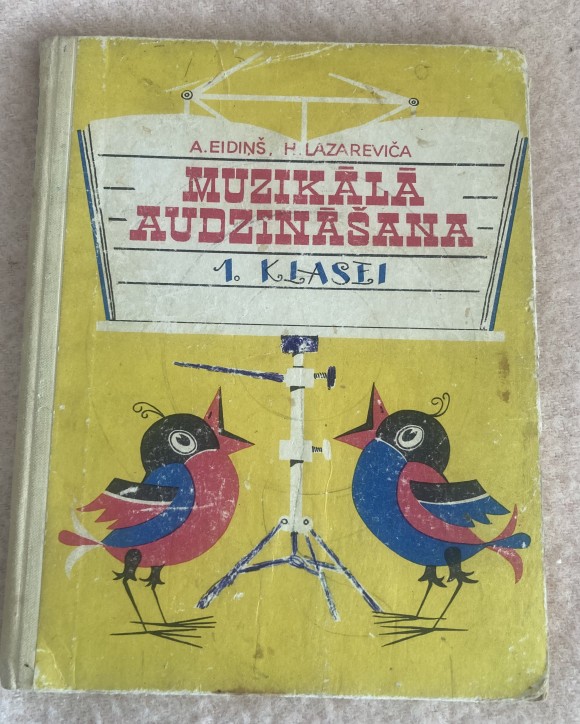 A. EIDIŅŠ, H. LAZAREVIČA
MUZIKĀLĀ
AUDZINĀŠANA
1. KLASEI